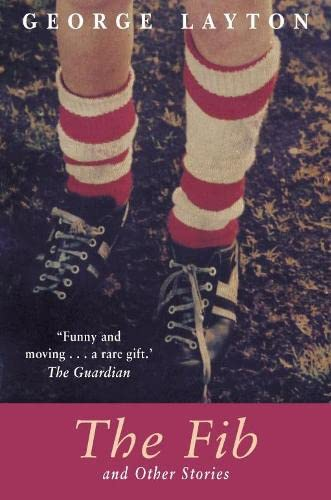 GEORGE LAYTON
“Funny and
moving . . . a rare gift.’
The Guardian
The Fib
and Other Stories